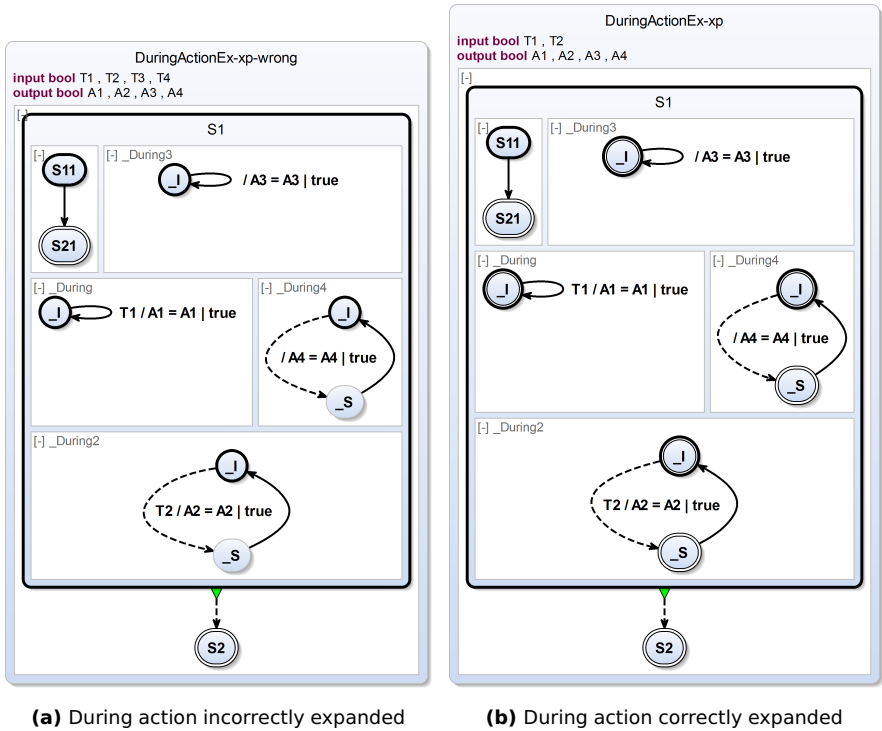 DuringActionEx-xp-wrong
input bool T1 , T2 , T3 , T4
output bool A1 , A2 , A3 , A4
[-]
S1
[-]
S11
S21
[-] _During3
_I
/ A3 = A3 | true
[-] _During
_I
T1 / A1 = A1 | true
[-] _During4
_I
/ A4 = A4 | true
_S
[-] _During2
_I
T2 / A2 = A2 | true
_S
S2
(a) During action incorrectly expanded
DuringActionEx-xp
input bool T1 , T2
output bool A1 , A2 , A3 , A4
[-]
S1
[-]
S11
S21
[-] _During3
_I
/ A3 = A3 | true
[-] _During
_I
T1 / A1 = A1 | true
[-] _During4
_I
/ A4 = A4 | true
_S
[-] _During2
_I
T2 / A2 = A2 | true
_S
S2
(b) During action correctly expanded